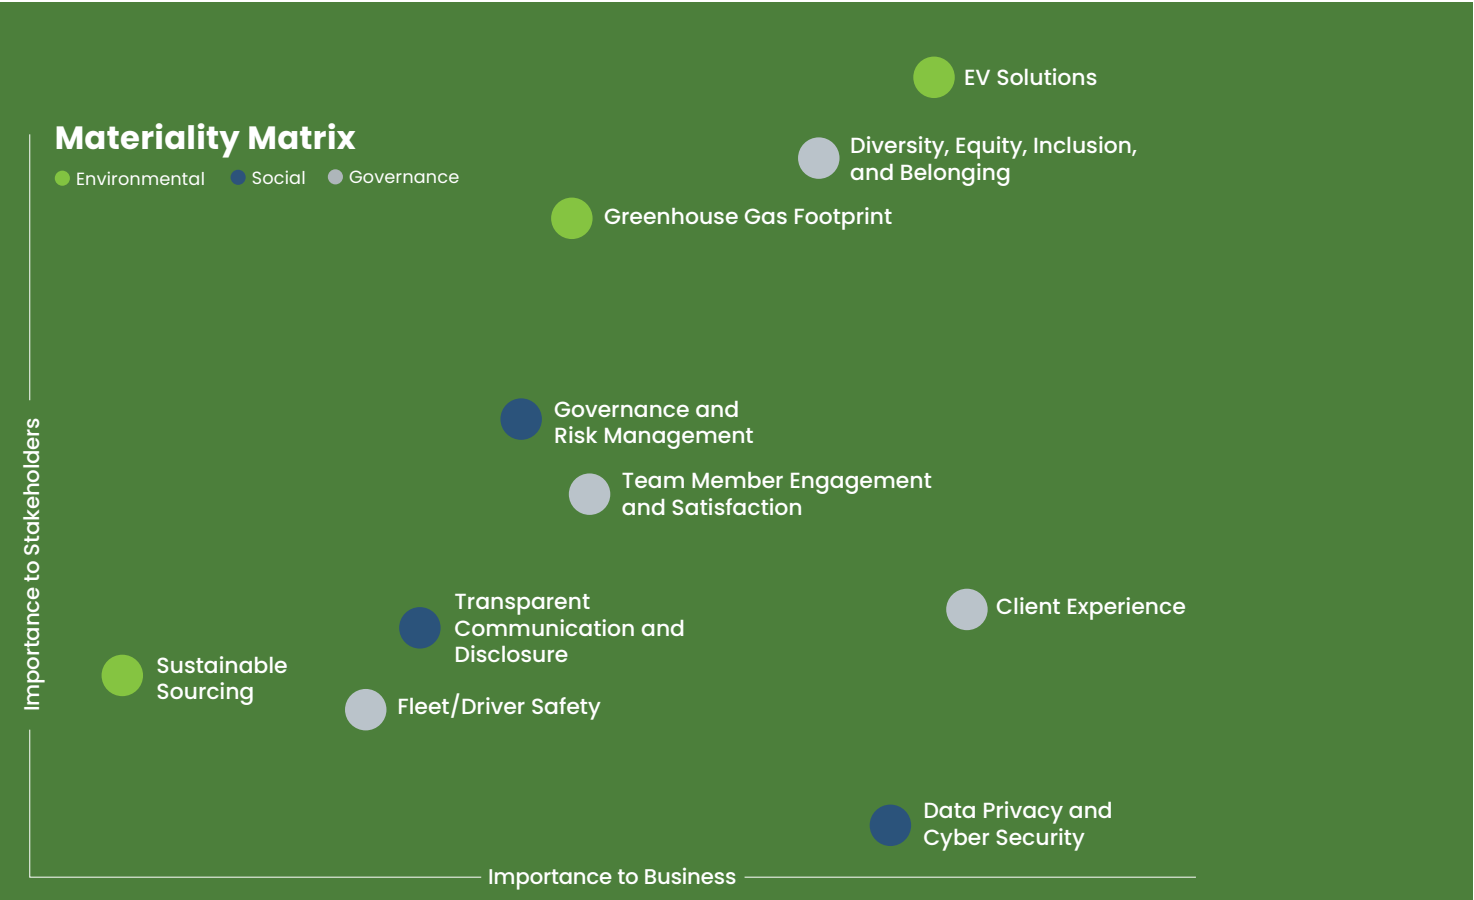 EV Solutions
Materiality Matrix
Environmental
Social
Governance
Diversity, Equity, Inclusion,
and Belonging
Greenhouse Gas Footprint
Governance and
Risk Management
Team Member Engagement
and Satisfaction
Transparent
Communication and
Disclosure
Client Experience
Sustainable
Sourcing
Fleet/Driver Safety
Data Privacy and
Cyber Security
Importance to Stakeholders
Importance to Business